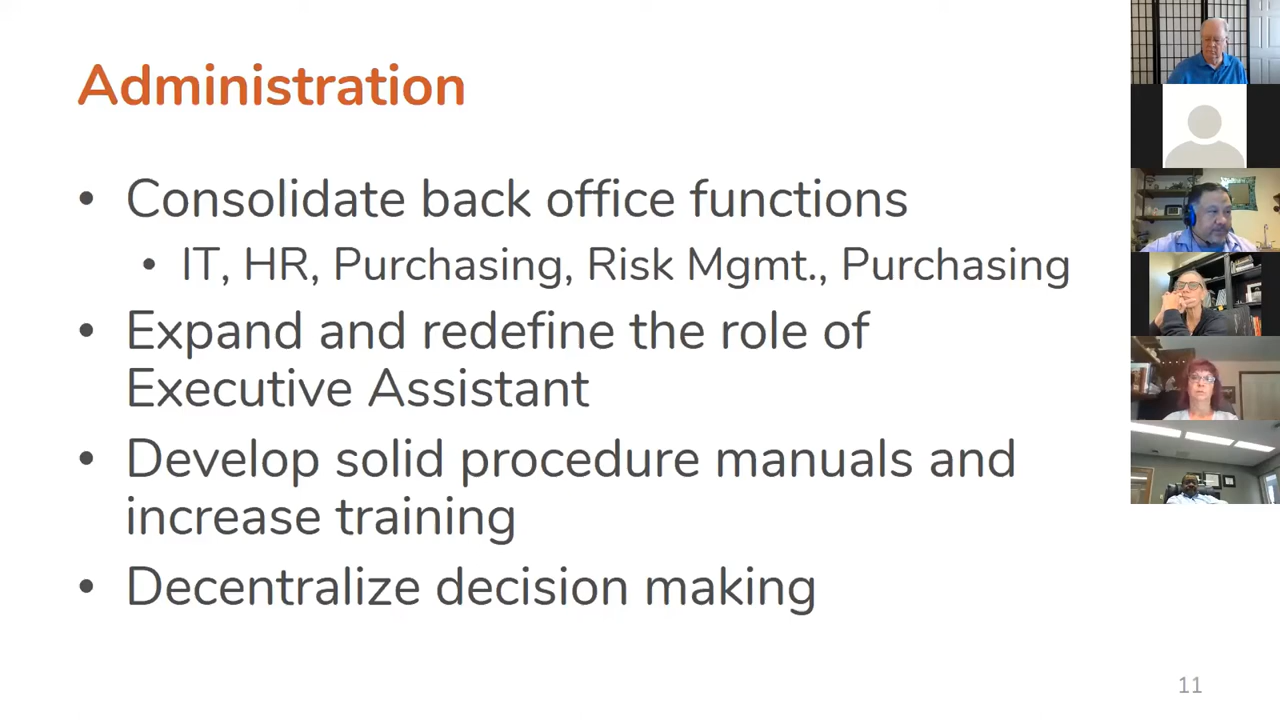 Administration
• Consolidate back office functions
• IT, HR, Purchasing, Risk Mgmt., Purchasing
• Expand and redefine the role of
Executive Assistant
• Develop solid procedure manuals and
increase training
• Decentralize decision making
11